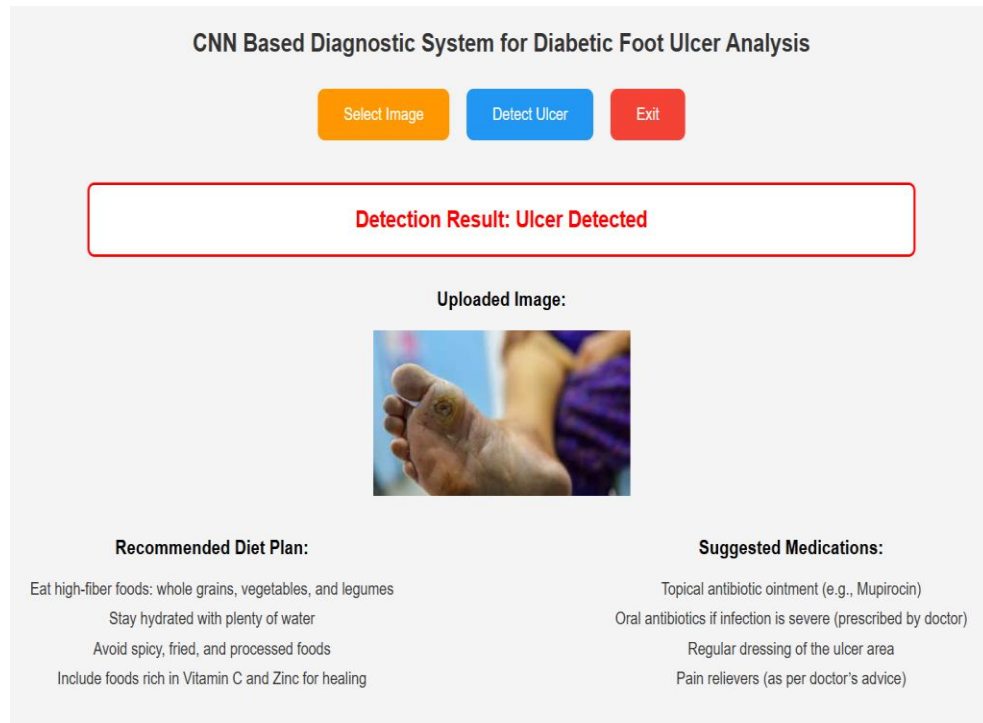 CNN Based Diagnostic System for Diabetic Foot Ulcer Analysis
Select Image
Detect Ulcer
Exit
Detection Result: Ulcer Detected
Uploaded Image:
Recommended Diet Plan:
Eat high-fiber foods: whole grains, vegetables, and legumes
Stay hydrated with plenty of water
Avoid spicy, fried, and processed foods
Include foods rich in Vitamin C and Zinc for healing
Suggested Medications:
Topical antibiotic ointment (e.g., Mupirocin)
Oral antibiotics if infection is severe (prescribed by doctor)
Regular dressing of the ulcer area
Pain relievers (as per doctor's advice)